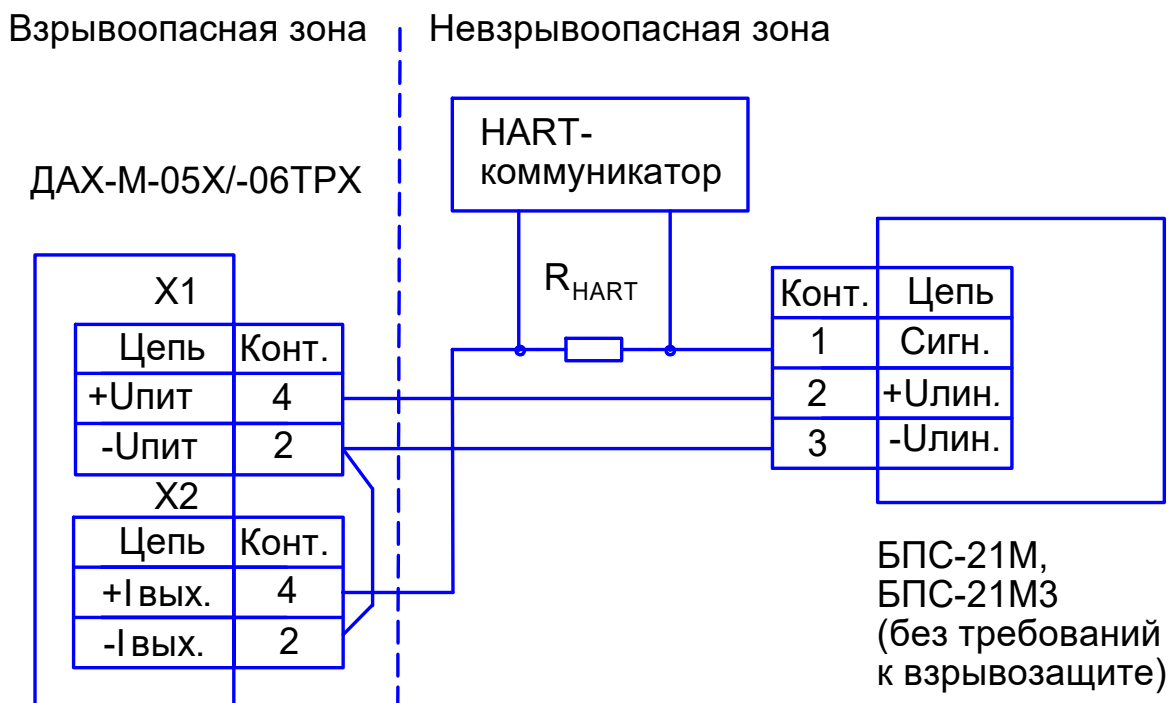 Взрывоопасная зона
Невзрывоопасная зона
HART-
коммуникатор
ДАХ-М-05Х/-06ТРХ
X1
Цепь Конт.
+Uпит 4
-Uпит 2
X2
Цепь Конт.
+Iвых. 4
-Iвых. 2
RHART
Конт. Цепь
1 Сигн.
2 +Uлин.
3 -Uлин.
БПС-21М,
БПС-21М3
(без требований
к взрывозащите)